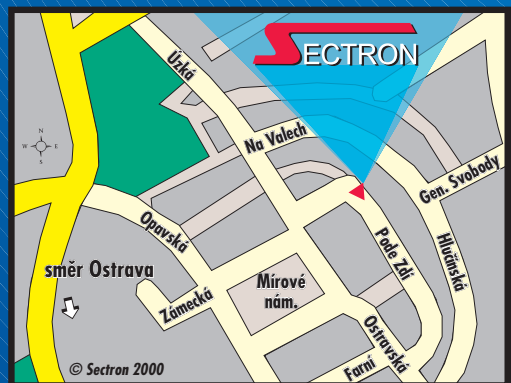 SECTRON
Úzká
Na Valech
Gen. Svobody
N
W E
S
Opavská
Pode Zdí
Hlučínská
směr Ostrava
Mírové
nám.
Zámecká
Ostravská
Farní
© Sectron 2000